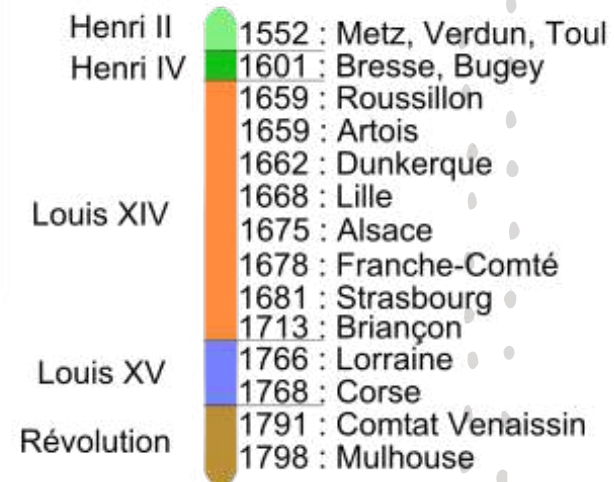 Henri II
1552 : Metz, Verdun, Toul
Henri IV
1601 : Bresse, Bugey
Louis XIV
1659 : Roussillon
1659 : Artois
1662 : Dunkerque
1668 : Lille
1675 : Alsace
1678 : Franche-Comté
1681 : Strasbourg
1713 : Briançon
Louis XV
1766 : Lorraine
1768 : Corse
Révolution
1791 : Comtat Venaissin
1798 : Mulhouse